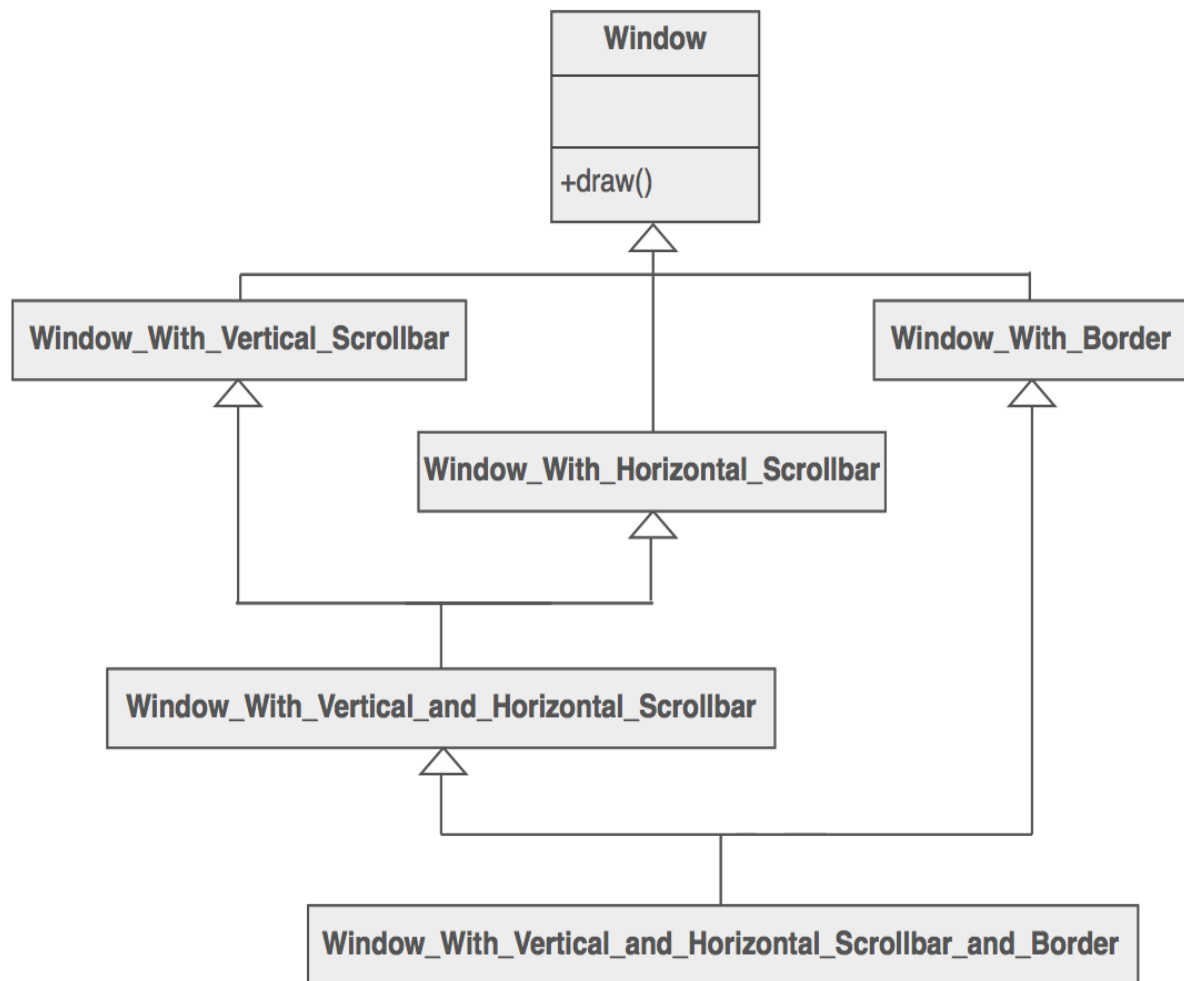 Window
+draw()
Window_With_Vertical_Scrollbar
Window_With_Border
Window_With_Horizontal_Scrollbar
Window_With_Vertical_and_Horizontal_Scrollbar
Window_With_Vertical_and_Horizontal_Scrollbar_and_Border